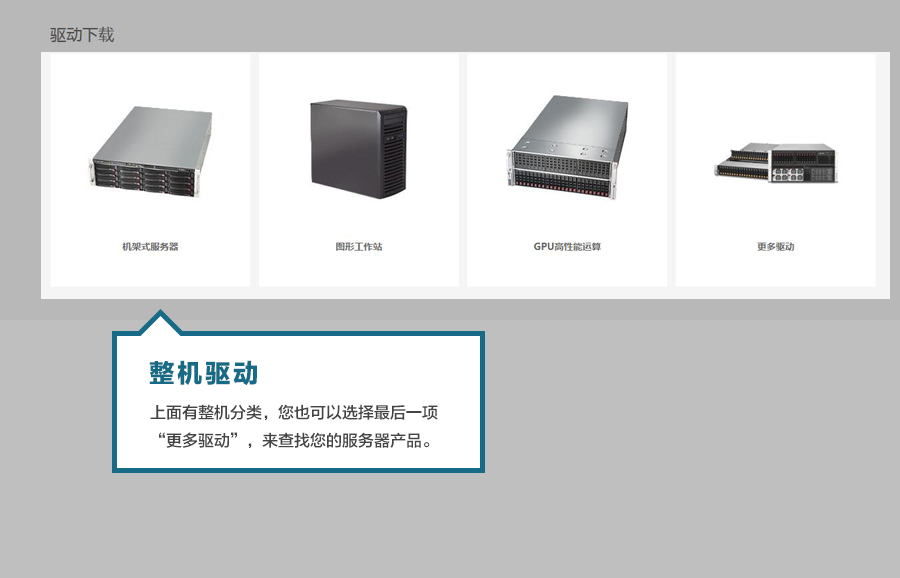 驱动下载
机架式服务器
图形工作站
GPU高性能运算
更多驱动
整机驱动
上面有整机分类，您也可以选择最后一项
“更多驱动”，来查找您的服务器产品。